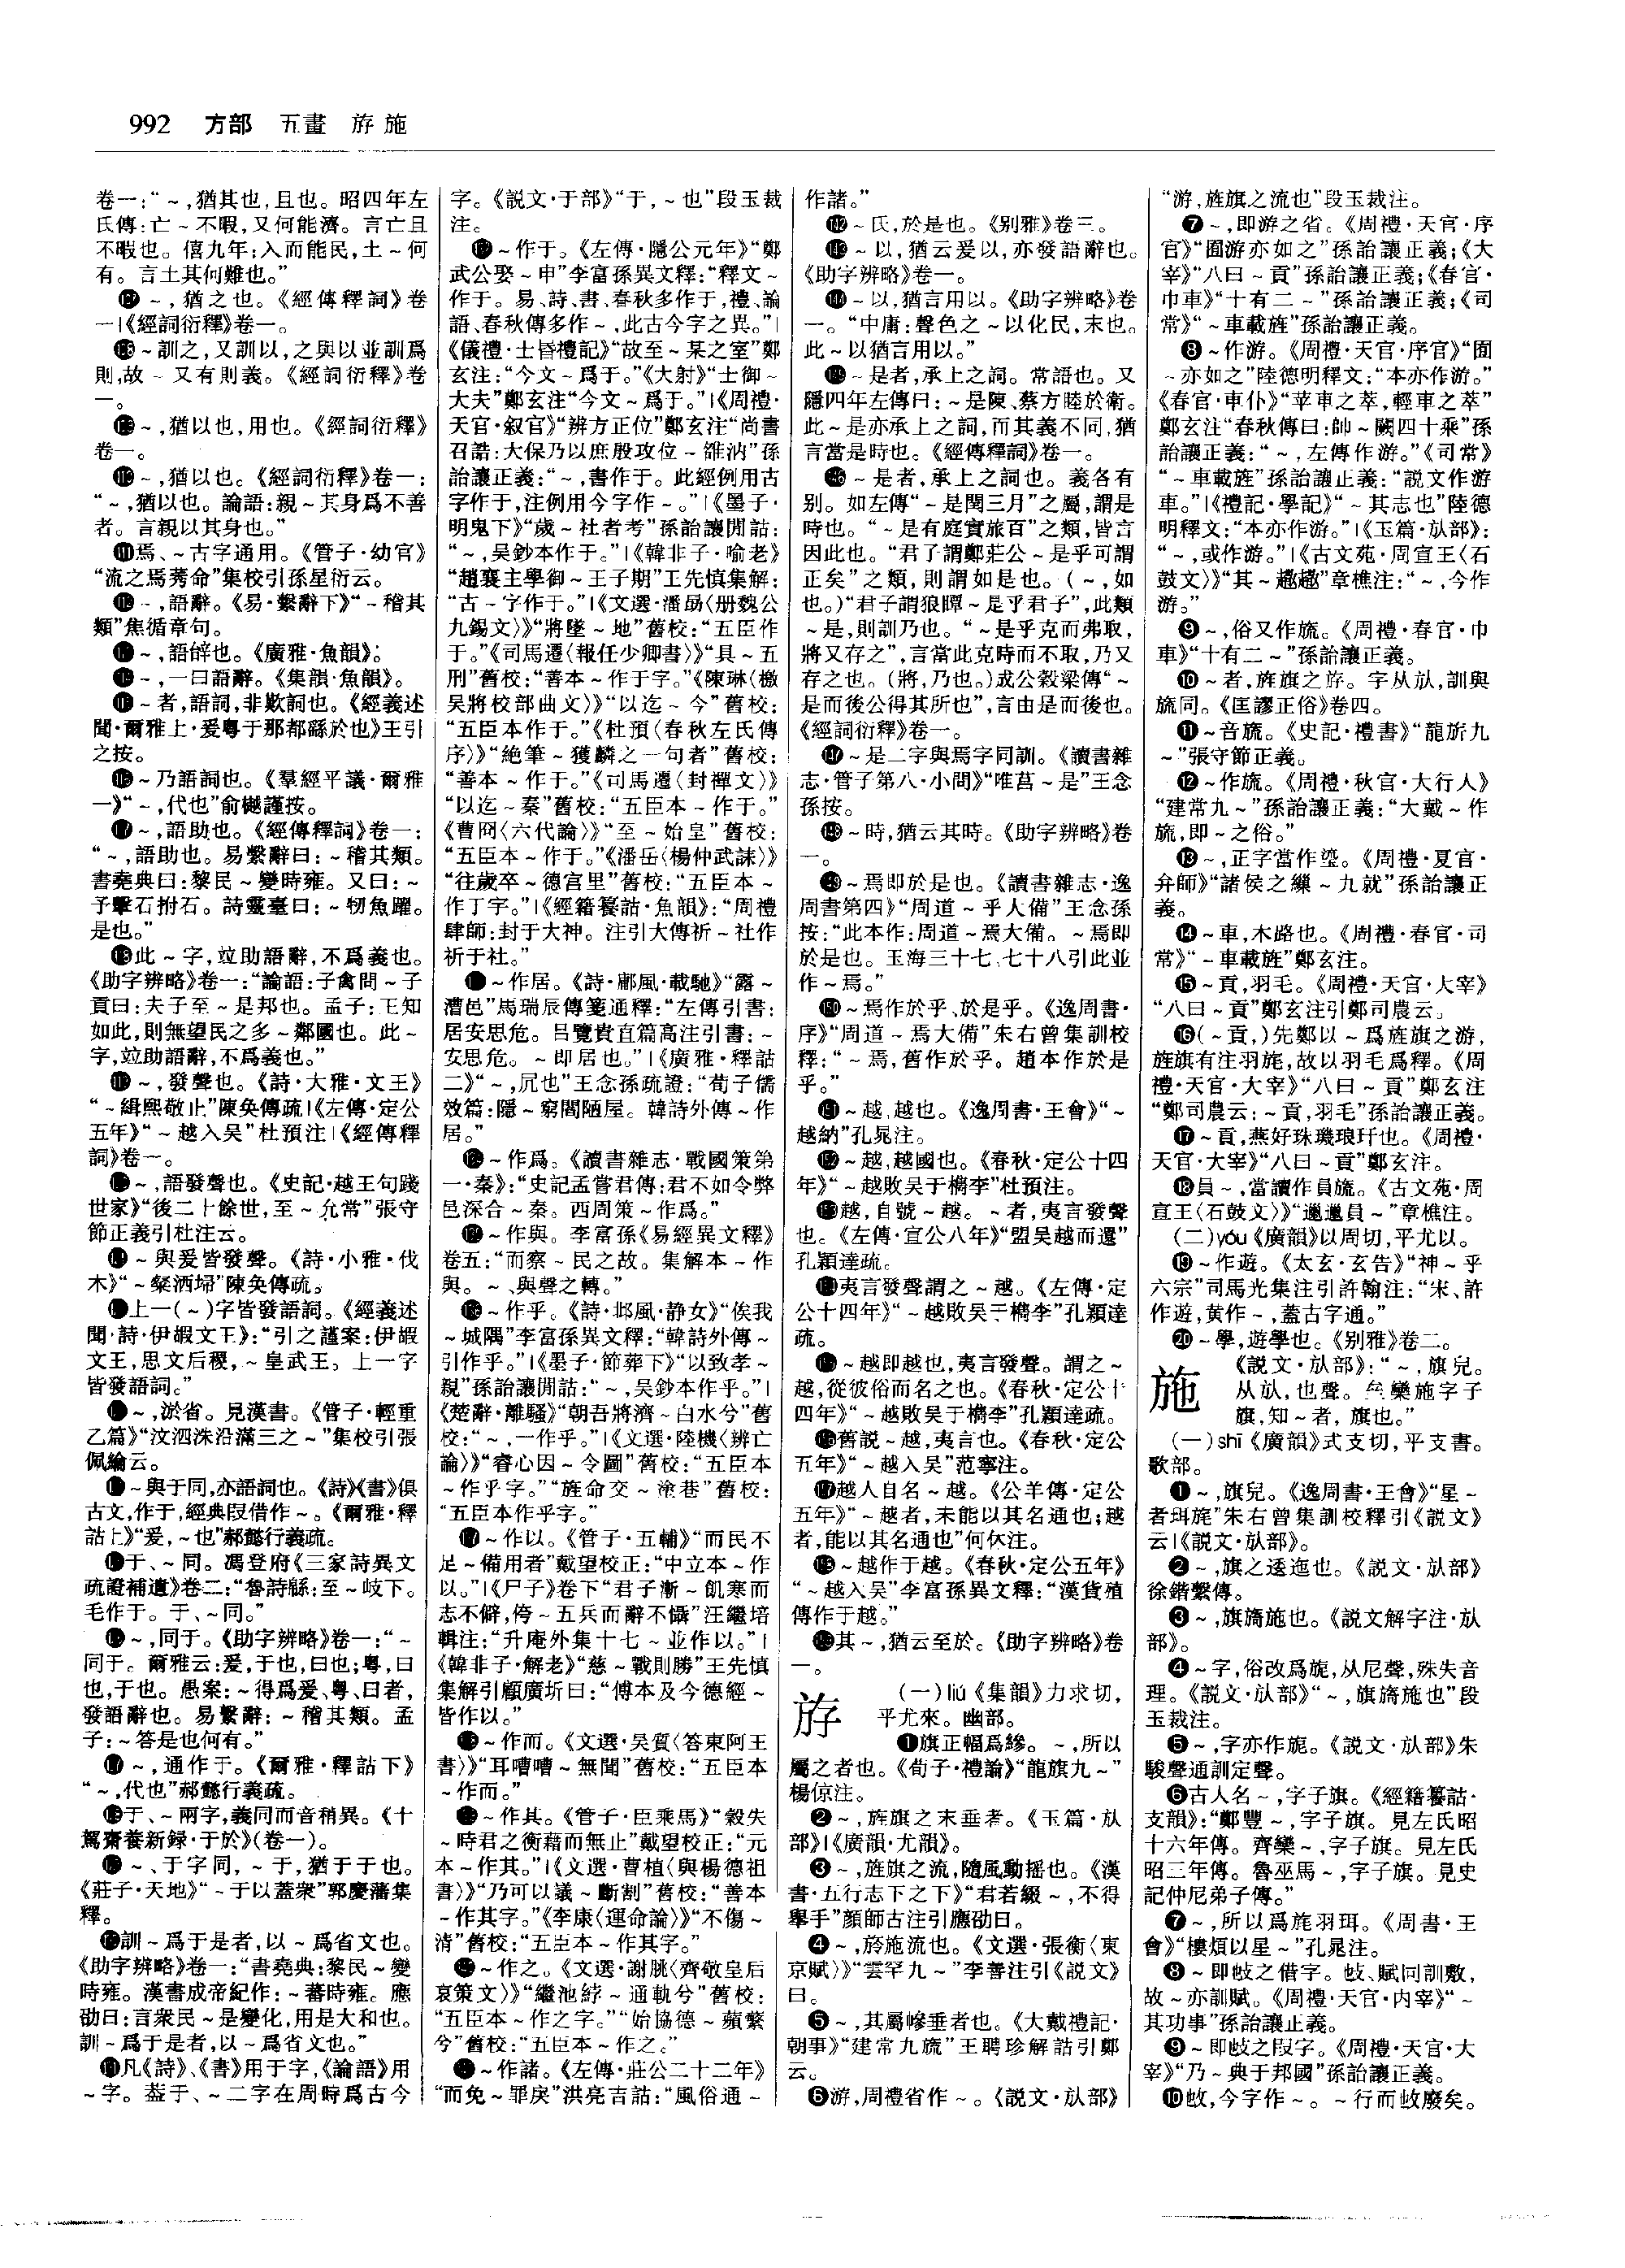 992 方部 五畫 斿 施
卷一:“～,猶其也,且也。昭四年左
氏傳:亡～不暇,又何能濟。言亡且
不暇也。僖九年:入而能民,土～何
有。言土其何難也。”
～,猶之也。《經傳釋詞》卷
一|《經詞衍釋》卷一。
～訓之,又訓以,之與以並訓爲
則,故～又有則義。《經詞衍釋》卷
一。
～,猶以也,用也。《經詞衍釋》
卷一。
～,猶以也。《經詞衍釋》卷一:
“～,猶以也。論語:親～其身爲不善
者。言親以其身也。”
焉、～古字通用。《管子·幼官》
“流之焉莠命”集校引孫星衍云。
～,語辭。《易·繫辭下》“～稽其
類”焦循章句。
～,語辭也。《廣雅·魚韻》。
～,一曰語辭。《集韻·魚韻》。
～者,語詞,非歎詞也。《經義述
聞·爾雅上·爰粵于那都繇於也》王引
之按。
～乃語詞也。《羣經平議·爾雅
一》“～,代也”俞樾謹按。
～,語助也。《經傳釋詞》卷一:
“～,語助也。易繫辭曰:～稽其類。
書堯典曰:黎民～變時雍。又曰:～
予擊石拊石。詩靈臺曰:～牣魚躍。
是也。”
此～字,竝助語辭,不爲義也。
《助字辨略》卷一:“論語:子禽問～子
貢曰:夫子至～是邦也。孟子:王知
如此,則無望民之多～鄰國也。此～
字,竝助語辭,不爲義也。”
～,發聲也。《詩·大雅·文王》
“～緝熙敬止”陳奂傳疏|《左傳·定公
五年》“～越入吴”杜預注|《經傳釋
詞》卷一。
～,語發聲也。《史記·越王句踐
世家》“後二十餘世,至～允常”張守
節正義引杜注云。
～與爰皆發聲。《詩·小雅·伐
木》“～粲洒埽”陳奂傳疏。
上一(～)字皆發語詞。《經義述
聞·詩·伊嘏文王》:“引之謹案:伊嘏
文王,思文后稷,～皇武王。上一字
皆發語詞。”
～,淤省。見漢書。《管子·輕重
乙篇》“汶泗洙沿滿三之～”集校引張
佩綸云。
～與于同,亦語詞也。《詩》《書》俱
古文,作于,經典叚借作～。《爾雅·釋
詁上》“爰,～也”郝懿行義疏。
于、～同。馮登府《三家詩異文
疏證補遺》卷二:“魯詩緜:至～岐下。
毛作于。于、～同。”
～,同于。《助字辨略》卷一:“～
同于。爾雅云:爰,于也,曰也;粵,曰
也,于也。愚案:～得爲爰、粵、曰者,
發語辭也。易繫辭:～稽其類。孟
子:～答是也何有。”
～,通作于。《爾雅·釋詁下》
“～,代也”郝懿行義疏。
于、～兩字,義同而音稍異。《十
駕齋養新録·于於》(卷一)。
～、于字同,～于,猶于于也。
《莊子·天地》“～于以蓋衆”郭慶藩集
釋。
訓～爲于是者,以～爲省文也。
《助字辨略》卷一:“書堯典:黎民～變
時雍。漢書成帝紀作:～蕃時雍。應
劭曰:言衆民～是變化,用是大和也。
訓～爲于是者,以～爲省文也。”
凡《詩》、《書》用于字,《論語》用
～字。葢于、～二字在周時爲古今
字。《説文·于部》“于,～也”段玉裁
注。
～作于。《左傳·隱公元年》“鄭
武公娶～申”李富孫異文釋:“釋文～
作于。易、詩、書、春秋多作于,禮、論
語、春秋傳多作～,此古今字之異。”|
《儀禮·士昏禮記》“故至～某之室”鄭
玄注:“今文～爲于。”《大射》“士御～
大夫”鄭玄注“今文～爲于。”|《周禮·
天官·叙官》“辨方正位”鄭玄注“尚書
召誥:大保乃以庶殷攻位～雒汭”孫
詒讓正義:“～,書作于。此經例用古
字作于,注例用今字作～。”|《墨子·
明鬼下》“歲～社者考”孫詒讓閒詁:
“～,吴鈔本作于。”|《韓非子·喻老》
“趙襄主學御～王子期”王先慎集解:
“古～字作于。”|《文選·潘勗〈册魏公
九錫文〉》“將墜～地”舊校:“五臣作
于。”《司馬遷〈報任少卿書〉》“具～五
刑”舊校:“善本～作于字。”《陳琳〈檄
吴將校部曲文〉》“以迄～今”舊校:
“五臣本作于。”《杜預〈春秋左氏傳
序〉》“絶筆～獲麟之一句者”舊校:
“善本～作于。”《司馬遷〈封禪文〉》
“以迄～秦”舊校:“五臣本～作于。”
《曹冏〈六代論〉》“至～始皇”舊校:
“五臣本～作于。”《潘岳〈楊仲武誄〉》
“往歲卒～德宫里”舊校:“五臣本～
作丁字。”|《經籍籑詁·魚韻》:“周禮
肆師:封于大神。注引大傳祈～社作
祈于社。”
～作居。《詩·鄘風·載馳》“露～
漕邑”馬瑞辰傳箋通釋:“左傳引書:
居安思危。吕覽貴直篇高注引書:～
安思危。～即居也。”|《廣雅·釋詁
二》“～,凥也”王念孫疏證:“荀子儒
效篇:隱～窮閻陋屋。韓詩外傳～作
居。”
～作爲。《讀書雜志·戰國策第
一·秦》:“史記孟嘗君傳:君不如令弊
邑深合～秦。西周策～作爲。”
～作與。李富孫《易經異文釋》
卷五:“而察～民之故。集解本～作
與。～、與聲之轉。”
～作乎。《詩·邶風·静女》“俟我
～城隅”李富孫異文釋:“韓詩外傳～
引作乎。”|《墨子·節葬下》“以致孝～
親”孫詒讓閒詁:“～,吴鈔本作乎。”|
《楚辭·離騷》“朝吾將濟～白水兮”舊
校:“～,一作乎。”|《文選·陸機〈辨亡
論〉》“睿心因～令圖”舊校:“五臣本
～作乎字。”“旌命交～塗巷”舊校:
“五臣本作乎字。”
～作以。《管子·五輔》“而民不
足～備用者”戴望校正:“中立本～作
以。”|《尸子》卷下“君子漸～飢寒而
志不僻,侉～五兵而辭不懾”汪繼培
輯注:“升庵外集十七～並作以。”|
《韓非子·解老》“慈～戰則勝”王先慎
集解引顧廣圻曰:“傅本及今德經～
皆作以。”
～作而。《文選·吴質〈答東阿王
書〉》“耳嘈嘈～無聞”舊校:“五臣本
～作而。”
～作其。《管子·臣乘馬》“穀失
～時君之衡藉而無止”戴望校正:“元
本～作其。”|《文選·曹植〈與楊德祖
書〉》“乃可以議～斷割”舊校:“善本
～作其字。”《李康〈運命論〉》“不傷～
清”舊校:“五臣本～作其字。”
～作之。《文選·謝朓〈齊敬皇后
哀策文〉》“繼池綍～通軌兮”舊校:
“五臣本～作之字。”“始協德～蘋蘩
兮”舊校:“五臣本～作之。”
～作諸。《左傳·莊公二十二年》
“而免～罪戾”洪亮吉詁:“風俗通～
作諸。”
～氏,於是也。《别雅》卷三。
～以,猶云爰以,亦發語辭也。
《助字辨略》卷一。
～以,猶言用以。《助字辨略》卷
一。“中庸:聲色之～以化民,末也。
此～以猶言用以。”
～是者,承上之詞。常語也。又
隱四年左傳曰:～是陳、蔡方睦於衛。
此～是亦承上之詞,而其義不同,猶
言當是時也。《經傳釋詞》卷一。
～是者,承上之詞也。義各有
别。如左傳“～是閏三月”之屬,謂是
時也。“～是有庭實旅百”之類,皆言
因此也。“君子謂鄭莊公～是乎可謂
正矣”之類,則謂如是也。(～,如
也。)“君子謂狼瞫～是乎君子”,此類
～是,則訓乃也。“～是乎克而弗取,
將又存之”,言當此克時而不取,乃又
存之也。(將,乃也。)成公穀梁傳“～
是而後公得其所也”,言由是而後也。
《經詞衍釋》卷一。
～是二字與焉字同訓。《讀書雜
志·管子第八·小問》“唯莒～是”王念
孫按。
～時,猶云其時。《助字辨略》卷
一。
～焉即於是也。《讀書雜志·逸
周書第四》“周道～乎大備”王念孫
按:“此本作:周道～焉大備。～焉即
於是也。玉海三十七、七十八引此並
作～焉。”
～焉作於乎、於是乎。《逸周書·
序》“周道～焉大備”朱右曾集訓校
釋:“～焉,舊作於乎。趙本作於是
乎。”
～越,越也。《逸周書·王會》“～
越納”孔晁注。
～越,越國也。《春秋·定公十四
年》“～越敗吴于檇李”杜預注。
越,自號～越。～者,夷言發聲
也。《左傳·宣公八年》“盟吴越而還”
孔穎達疏。
夷言發聲謂之～越。《左傳·定
公十四年》“～越敗吴于檇李”孔穎達
疏。
～越即越也,夷言發聲。謂之～
越,從彼俗而名之也。《春秋·定公十
四年》“～越敗吴于檇李”孔穎達疏。
舊説～越,夷言也。《春秋·定公
五年》“～越入吴”范寧注。
越人自名～越。《公羊傳·定公
五年》“～越者,未能以其名通也;越
者,能以其名通也”何休注。
～越作于越。《春秋·定公五年》
“～越入吴”李富孫異文釋:“漢貨殖
傳作于越。”
其～,猶云至於。《助字辨略》卷
一。
斿 (一)liú《集韻》力求切,
平尤來。幽部。
❶旗正幅爲縿。～,所以
屬之者也。《荀子·禮論》“龍旗九～”
楊倞注。
❷～,旌旗之末垂者。《玉篇·㫃
部》|《廣韻·尤韻》。
❸～,旌旗之流,隨風動摇也。《漢
書·五行志下之下》“君若綴～,不得
舉手”顔師古注引應劭曰。
❹～,旍施流也。《文選·張衡〈東
京賦〉》“雲罕九～”李善注引《説文》
曰。
❺～,其屬幓垂者也。《大戴禮記·
朝事》“建常九旒”王聘珍解詁引鄭
云。
❻游,周禮省作～。《説文·㫃部》
“游,旌旗之流也”段玉裁注。
❼～,即游之省。《周禮·天官·序
官》“囿游亦如之”孫詒讓正義;《大
宰》“八曰～貢”孫詒讓正義;《春官·
巾車》“十有二～”孫詒讓正義;《司
常》“～車載旌”孫詒讓正義。
❽～作游。《周禮·天官·序官》“囿
～亦如之”陸德明釋文:“本亦作游。”
《春官·車仆》“苹車之萃,輕車之萃”
鄭玄注“春秋傳曰:帥～闕四十乘”孫
詒讓正義:“～,左傳作游。”《司常》
“～車載旌”孫詒讓正義:“説文作游
車。”|《禮記·學記》“～其志也”陸德
明釋文:“本亦作游。”|《玉篇·㫃部》:
“～,或作游。”|《古文苑·周宣王〈石
鼓文〉》“其～趩趩”章樵注:“～,今作
游。”
❾～,俗又作旒。《周禮·春官·巾
車》“十有二～”孫詒讓正義。
❿～者,旌旗之斿。字从㫃,訓與
旒同。《匡謬正俗》卷四。
⓫～音旒。《史記·禮書》“龍旂九
～”張守節正義。
⓬～作旒。《周禮·秋官·大行人》
“建常九～”孫詒讓正義:“大戴～作
旒,即～之俗。”
⓭～,正字當作瑬。《周禮·夏官·
弁師》“諸侯之繅～九就”孫詒讓正
義。
⓮～車,木路也。《周禮·春官·司
常》“～車載旌”鄭玄注。
⓯～貢,羽毛。《周禮·天官·大宰》
“八曰～貢”鄭玄注引鄭司農云。
⓰(～貢,)先鄭以～爲旌旗之游,
旌旗有注羽旄,故以羽毛爲釋。《周
禮·天官·大宰》“八曰～貢”鄭玄注
“鄭司農云:～貢,羽毛”孫詒讓正義。
⓱～貢,燕好珠璣琅玕也。《周禮·
天官·大宰》“八曰～貢”鄭玄注。
⓲員～,當讀作員旒。《古文苑·周
宣王〈石鼓文〉》“邋邋員～”章樵注。
(二)yóu《廣韻》以周切,平尤以。
⓳～作遊。《太玄·玄告》“神～乎
六宗”司馬光集注引許翰注:“宋、許
作遊,黄作～,蓋古字通。”
⓴～學,遊學也。《别雅》卷二。
施 《説文·㫃部》:“～,旗皃。
从㫃,也聲。 欒施字子
旗,知～者,旗也。”
(一)shī《廣韻》式支切,平支書。
歌部。
❶～,旗皃。《逸周書·王會》“星～
者珥旄”朱右曾集訓校釋引《説文》
云|《説文·㫃部》。
❷～,旗之逶迤也。《説文·㫃部》
徐鍇繫傳。
❸～,旗旖施也。《説文解字注·㫃
部》。
❹～字,俗改爲旎,从尼聲,殊失音
理。《説文·㫃部》“～,旗旖施也”段
玉裁注。
❺～,字亦作旎。《説文·㫃部》朱
駿聲通訓定聲。
❻古人名～,字子旗。《經籍籑詁·
支韻》:“鄭豐～,字子旗。見左氏昭
十六年傳。齊欒～,字子旗。見左氏
昭三年傳。魯巫馬～,字子旗。見史
記仲尼弟子傳。”
❼～,所以爲旄羽珥。《周書·王
會》“樓煩以星～”孔晁注。
❽～即㪉之借字。㪉、賦同訓敷,
故～亦訓賦。《周禮·天官·内宰》“～
其功事”孫詒讓正義。
❾～即㪉之叚字。《周禮·天官·大
宰》“乃～典于邦國”孫詒讓正義。
❿㪉,今字作～。～行而㪉廢矣。